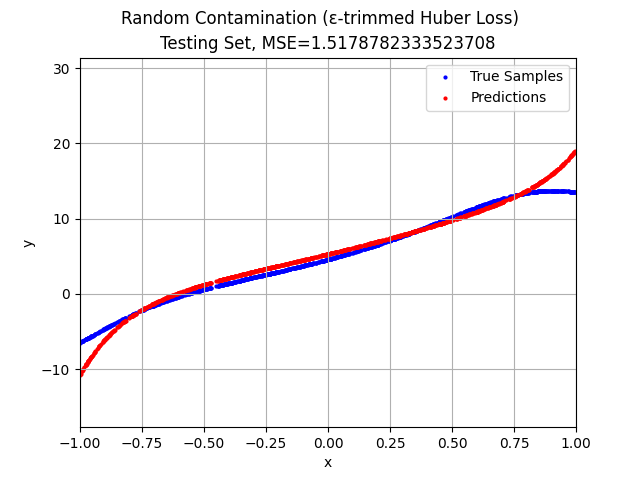 Random Contamination (ε-trimmed Huber Loss)
Testing Set, MSE=1.5178782333523708
True Samples
Predictions
30
20
10
0
−10
y
−1.00 −0.75 −0.50 −0.25 0.00 0.25 0.50 0.75 1.00
x